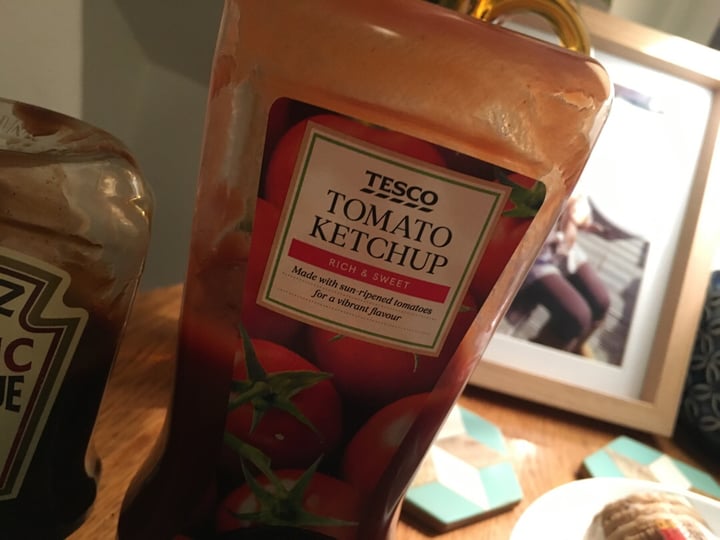 TESCO
TOMATO
KETCHUP
RICH & SWEET
Made with sun-ripened tomatoes
for a vibrant flavour